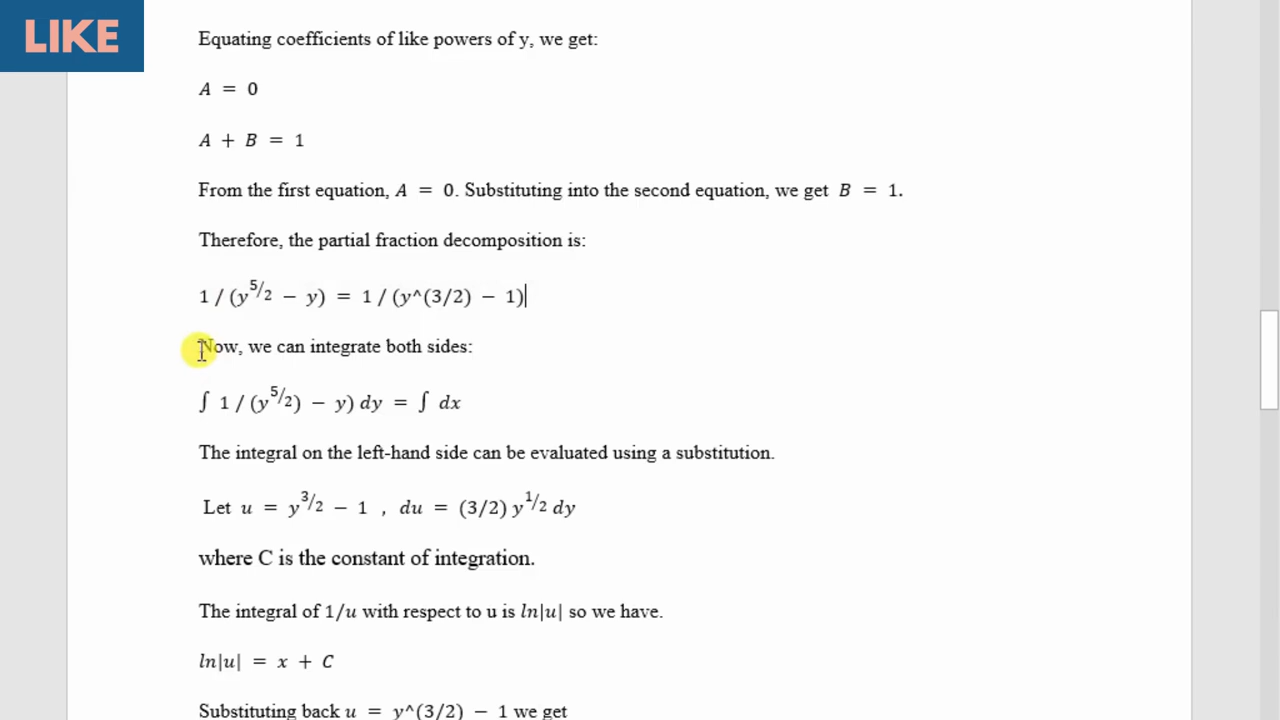 LIKE
Equating coefficients of like powers of y, we get:
A = 0
A + B = 1
From the first equation, A = 0. Substituting into the second equation, we get B = 1.
Therefore, the partial fraction decomposition is:
1 / (y^5/2 − y) = 1 / (y^(3/2) − 1)
Now, we can integrate both sides:
∫ 1 / (y^5/2) − y) dy = ∫ dx
The integral on the left-hand side can be evaluated using a substitution.
Let u = y^3/2 − 1 , du = (3/2) y^1/2 dy
where C is the constant of integration.
The integral of 1/u with respect to u is ln|u| so we have.
ln|u| = x + C
Substituting back u = y^(3/2) − 1 we get